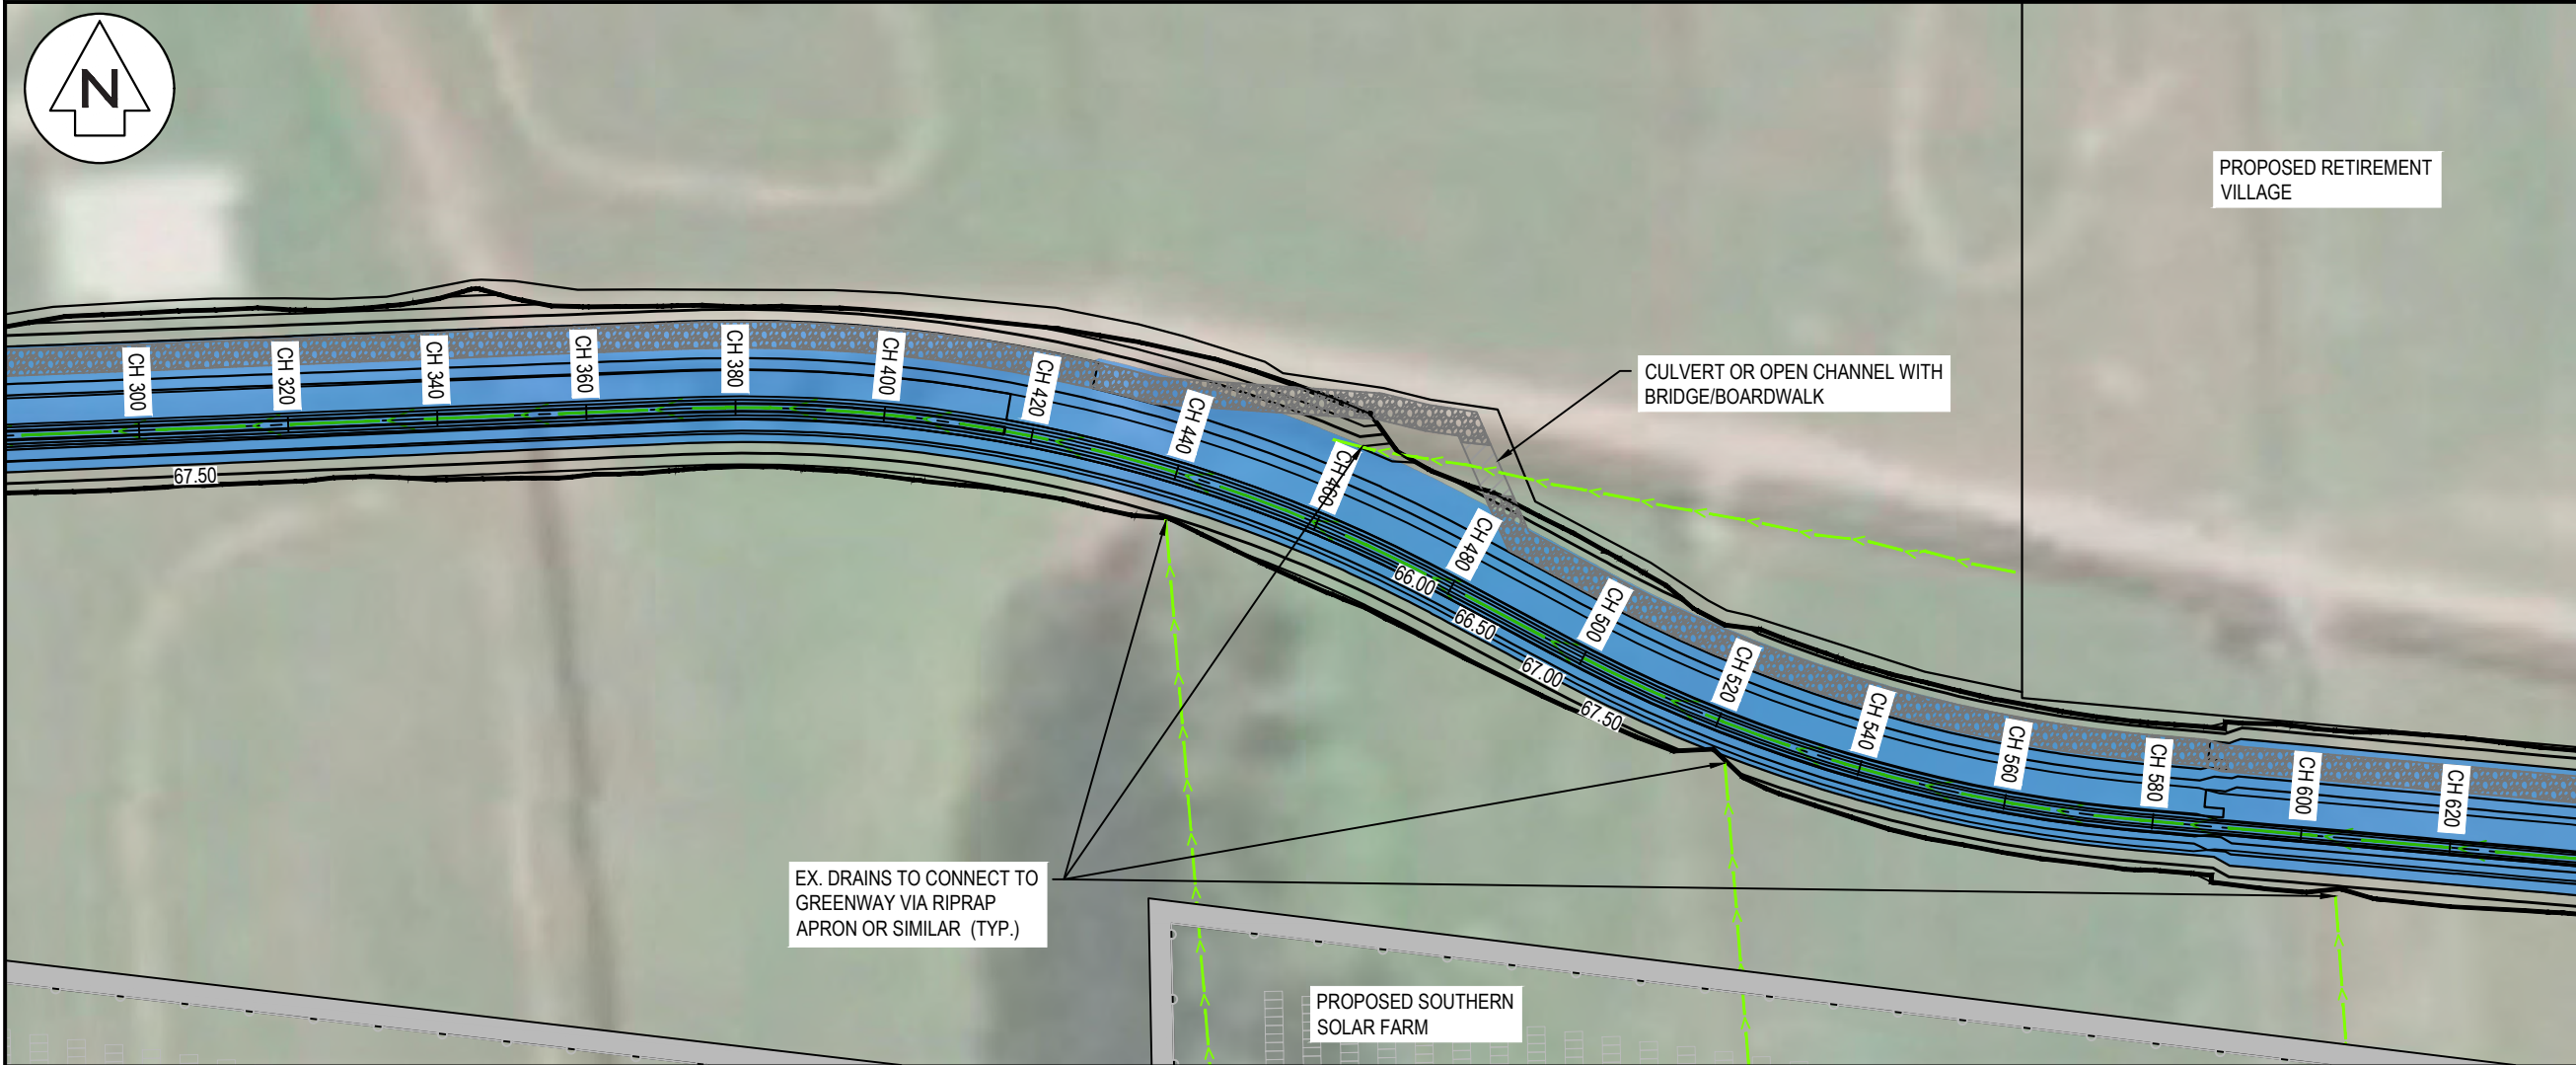 N
PROPOSED RETIREMENT
VILLAGE
CULVERT OR OPEN CHANNEL WITH
BRIDGE/BOARDWALK
CH 300
CH 320
CH 340
CH 360
CH 380
CH 400
CH 420
CH 440
CH 460
CH 480
CH 500
CH 520
CH 540
CH 560
CH 580
CH 600
CH 620
67.50
66.00
66.50
67.00
67.50
EX. DRAINS TO CONNECT TO
GREENWAY VIA RIPRAP
APRON OR SIMILAR (TYP.)
PROPOSED SOUTHERN
SOLAR FARM